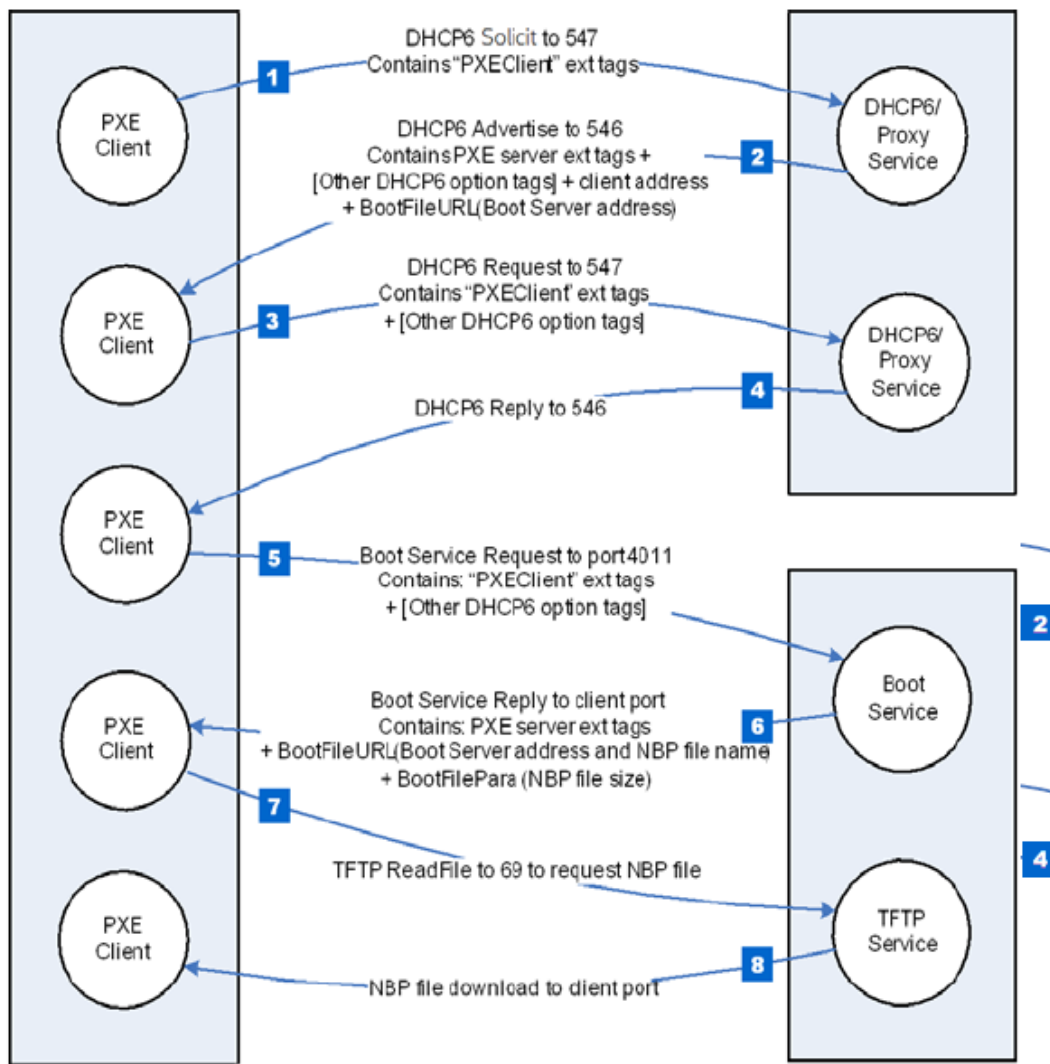 DHCP6 Solicit to 547
Contains "PXEClient" ext tags
1
PXE
Client
DHCP6/
Proxy
Service
DHCP6 Advertise to 546
Contains PXE server ext tags +
[Other DHCP6 option tags] + client address
+ BootFileURL(Boot Server address)
2
DHCP6 Request to 547
Contains "PXEClient' ext tags
+ [Other DHCP6 option tags]
PXE
Client
3
DHCP6/
Proxy
Service
4
DHCP6 Reply to 546
PXE
Client
5
Boot Service Request to port 4011
Contains: "PXEClient" ext tags
+ [Other DHCP6 option tags]
2
Boot
Service
Boot Service Reply to client port
Contains: PXE server ext tags
+ BootFileURL(Boot Server address and NBP file name)
+ BootFilePara (NBP file size)
6
PXE
Client
7
TFTP ReadFile to 69 to request NBP file
4
PXE
Client
TFTP
Service
8
NBP file download to client port